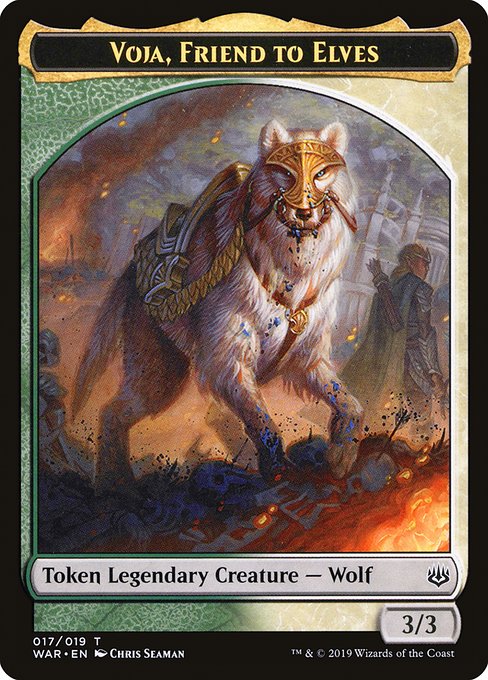 Voja, Friend to Elves
Token Legendary Creature — Wolf
3/3
017/019 T
WAR • EN Chris Seaman
™ & © 2019 Wizards of the Coast